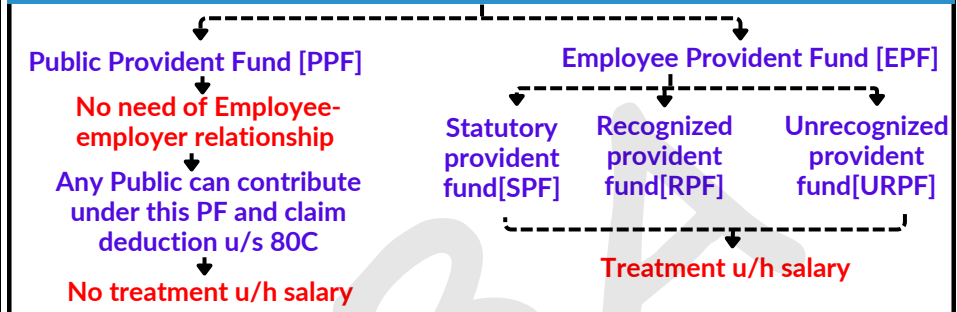 Public Provident Fund [PPF]
No need of Employee-
employer relationship
Any Public can contribute
under this PF and claim
deduction u/s 80C
No treatment u/h salary
Employee Provident Fund [EPF]
Statutory
provident
fund[SPF]
Recognized
provident
fund[RPF]
Unrecognized
provident
fund[URPF]
Treatment u/h salary